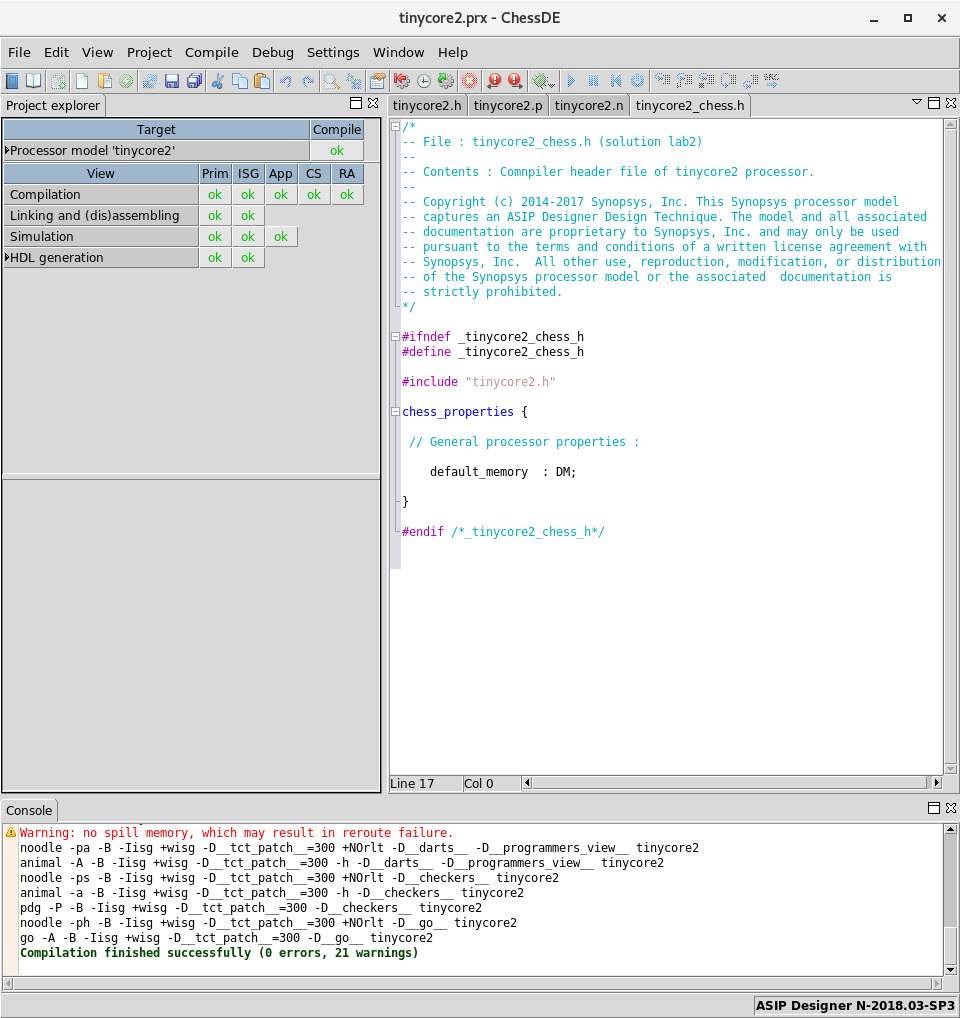 tinycore2.prx - ChessDE
File Edit View Project Compile Debug Settings Window Help
Project explorer
Target Compile
Processor model 'tinycore2' ok
View Prim ISG App CS RA
Compilation ok ok ok ok ok
Linking and (dis)assembling ok ok
Simulation ok ok ok
HDL generation ok ok
tinycore2.h tinycore2.p tinycore2.n tinycore2_chess.h
/*
-- File : tinycore2_chess.h (solution lab2)
--
-- Contents : Comnpiler header file of tinycore2 processor.
--
-- Copyright (c) 2014-2017 Synopsys, Inc. This Synopsys processor model
-- captures an ASIP Designer Design Technique. The model and all associated
-- documentation are proprietary to Synopsys, Inc. and may only be used
-- pursuant to the terms and conditions of a written license agreement with
-- Synopsys, Inc.  All other use, reproduction, modification, or distribution
-- of the Synopsys processor model or the associated  documentation is
-- strictly prohibited.
*/
#ifndef _tinycore2_chess_h
#define _tinycore2_chess_h
#include "tinycore2.h"
chess_properties {
// General processor properties :
default_memory  : DM;
}
#endif /*_tinycore2_chess_h*/
Line 17 Col 0
Console
Warning: no spill memory, which may result in reroute failure.
noodle -pa -B -Iisg +wisg -D__tct_patch__=300 +NOrlt -D__darts__ -D__programmers_view__ tinycore2
animal -A -B -Iisg +wisg -D__tct_patch__=300 -h -D__darts__ -D__programmers_view__ tinycore2
noodle -ps -B -Iisg +wisg -D__tct_patch__=300 +NOrlt -D__checkers__ tinycore2
animal -a -B -Iisg +wisg -D__tct_patch__=300 -h -D__checkers__ tinycore2
pdg -P -B -Iisg +wisg -D__tct_patch__=300 -D__checkers__ tinycore2
noodle -ph -B -Iisg +wisg -D__tct_patch__=300 +NOrlt -D__go__ tinycore2
go -A -B -Iisg +wisg -D__tct_patch__=300 -D__go__ tinycore2
Compilation finished successfully (0 errors, 21 warnings)
ASIP Designer N-2018.03-SP3